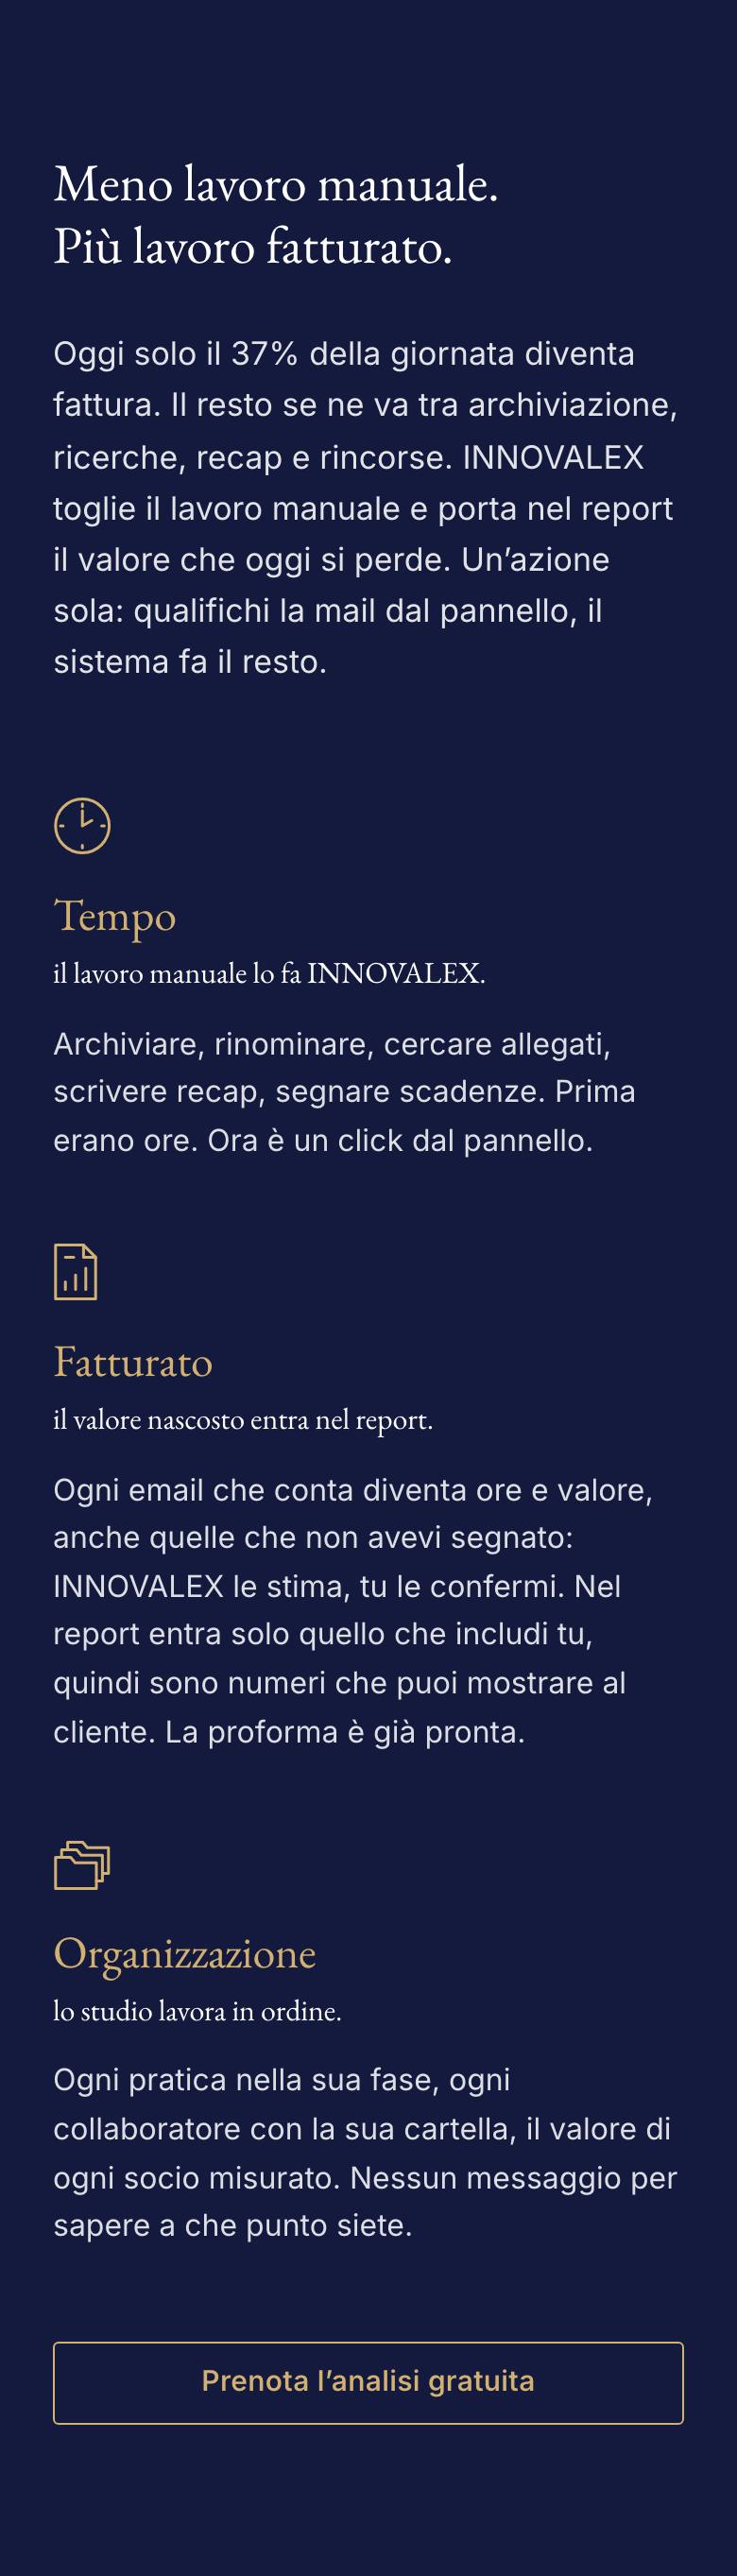 Meno lavoro manuale.
Più lavoro fatturato.
Oggi solo il 37% della giornata diventa
fattura. Il resto se ne va tra archiviazione,
ricerche, recap e rincorse. INNOVALEX
toglie il lavoro manuale e porta nel report
il valore che oggi si perde. Un’azione
sola: qualifichi la mail dal pannello, il
sistema fa il resto.
Tempo
il lavoro manuale lo fa INNOVALEX.
Archiviare, rinominare, cercare allegati,
scrivere recap, segnare scadenze. Prima
erano ore. Ora è un click dal pannello.
Fatturato
il valore nascosto entra nel report.
Ogni email che conta diventa ore e valore,
anche quelle che non avevi segnato:
INNOVALEX le stima, tu le confermi. Nel
report entra solo quello che includi tu,
quindi sono numeri che puoi mostrare al
cliente. La proforma è già pronta.
Organizzazione
lo studio lavora in ordine.
Ogni pratica nella sua fase, ogni
collaboratore con la sua cartella, il valore di
ogni socio misurato. Nessun messaggio per
sapere a che punto siete.
Prenota l’analisi gratuita